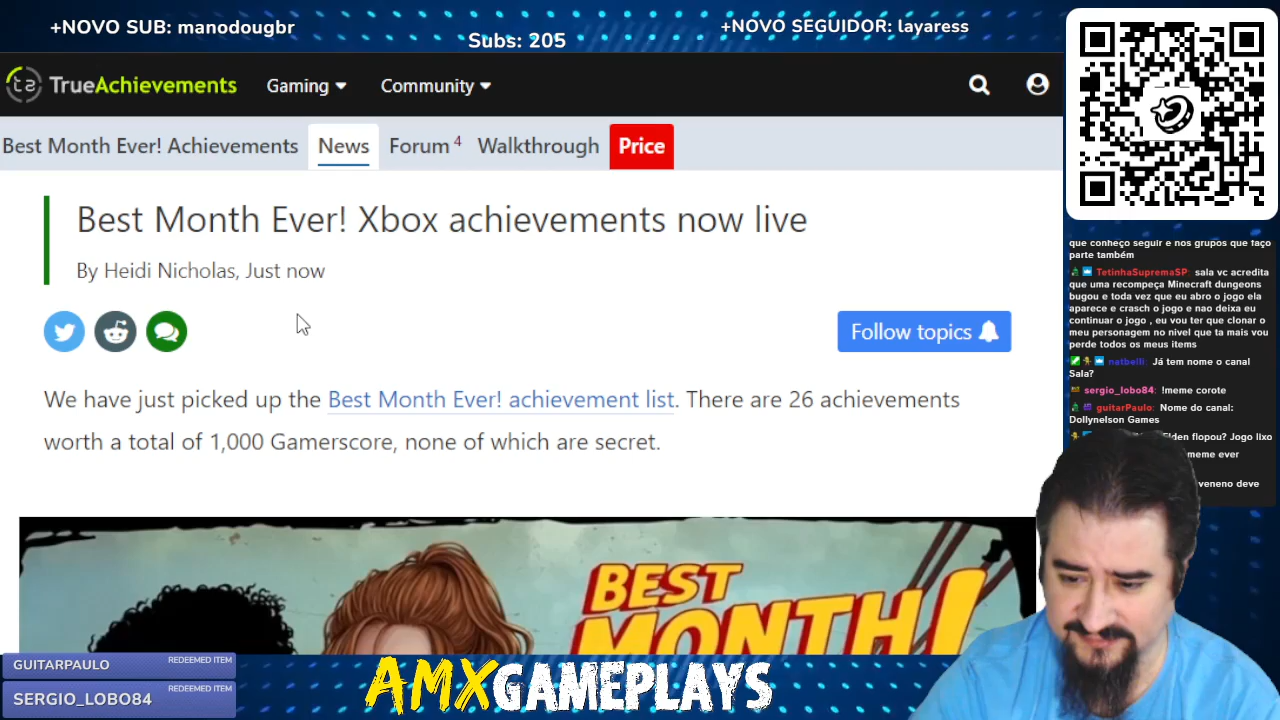 +NOVO SUB: manodougbr
Subs: 205
+NOVO SEGUIDOR: layaress
TrueAchievements
Gaming
Community
Best Month Ever! Achievements
News
Forum 4
Walkthrough
Price
Best Month Ever! Xbox achievements now live
By Heidi Nicholas, Just now
Follow topics
We have just picked up the Best Month Ever! achievement list. There are 26 achievements
worth a total of 1,000 Gamerscore, none of which are secret.
BEST
MONTH
que conheço seguir e nos grupos que faço
parte também
TetinhaSupremaSP: sala vc acredita
que uma recompeça Minecraft dungeons
bugou e toda vez que eu abro o jogo ela
aparece e crasch o jogo e nao deixa eu
continuar o jogo , eu vou ter que clonar o
meu personagem no nivel que ta mais vou
perde todos os meus items
natbelli: Já tem nome o canal
Sala?
sergio_lobo84: !meme corote
guitarPaulo: Nome do canal:
Dollynelson Games
Elden flopou? Jogo lixo
meme ever
veneno deve
GUITARPAULO
REDEEMED ITEM
SERGIO_LOBO84
REDEEMED ITEM
AMXGAMEPLAYS